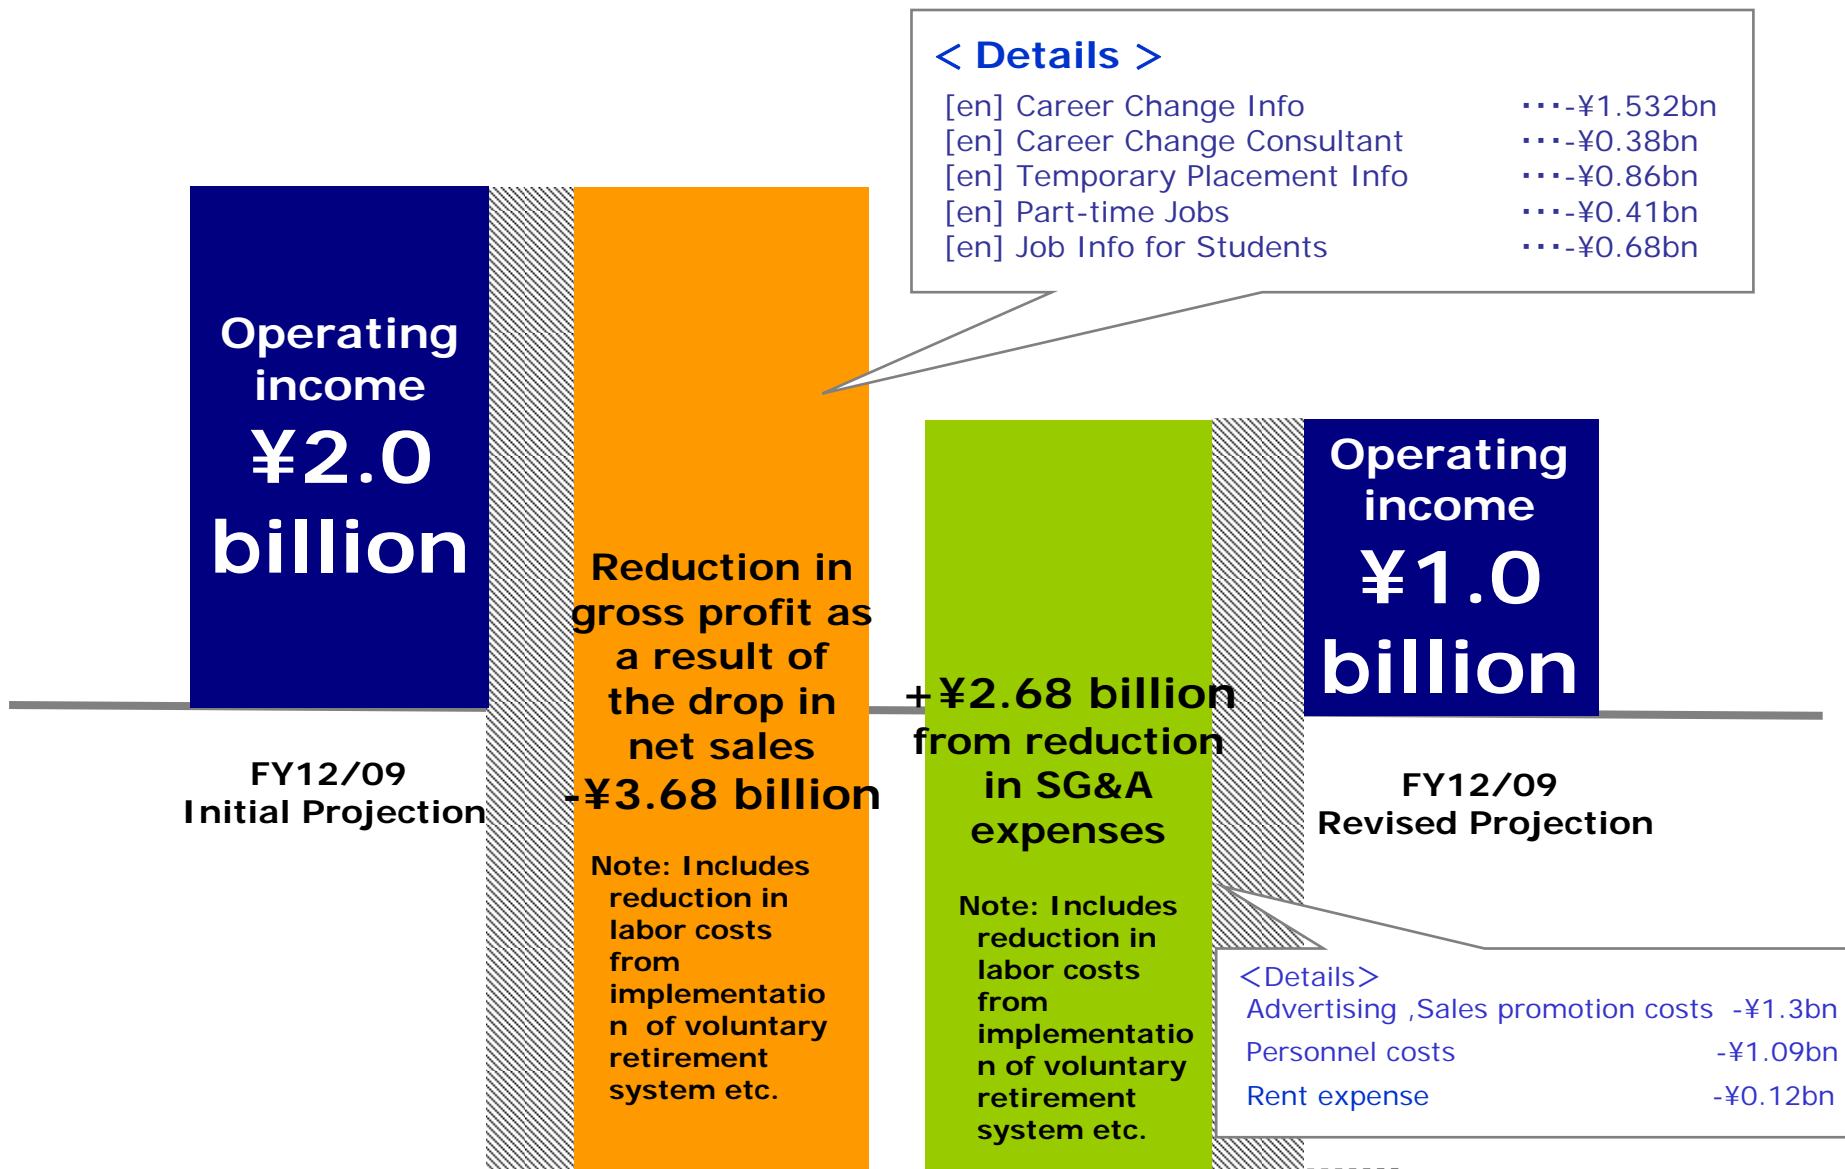 < Details >
[en] Career Change Info ･･･-¥1.532bn
[en] Career Change Consultant ･･･-¥0.38bn
[en] Temporary Placement Info ･･･-¥0.86bn
[en] Part-time Jobs ･･･-¥0.41bn
[en] Job Info for Students ･･･-¥0.68bn
Operating
income
¥2.0
billion
FY12/09
Initial Projection
Reduction in
gross profit as
a result of
the drop in
net sales
-¥3.68 billion
Note: Includes
reduction in
labor costs
from
implementatio
n of voluntary
retirement
system etc.
+¥2.68 billion
from reduction
in SG&A
expenses
Note: Includes
reduction in
labor costs
from
implementatio
n of voluntary
retirement
system etc.
Operating
income
¥1.0
billion
FY12/09
Revised Projection
<Details>
Advertising ,Sales promotion costs -¥1.3bn
Personnel costs -¥1.09bn
Rent expense -¥0.12bn